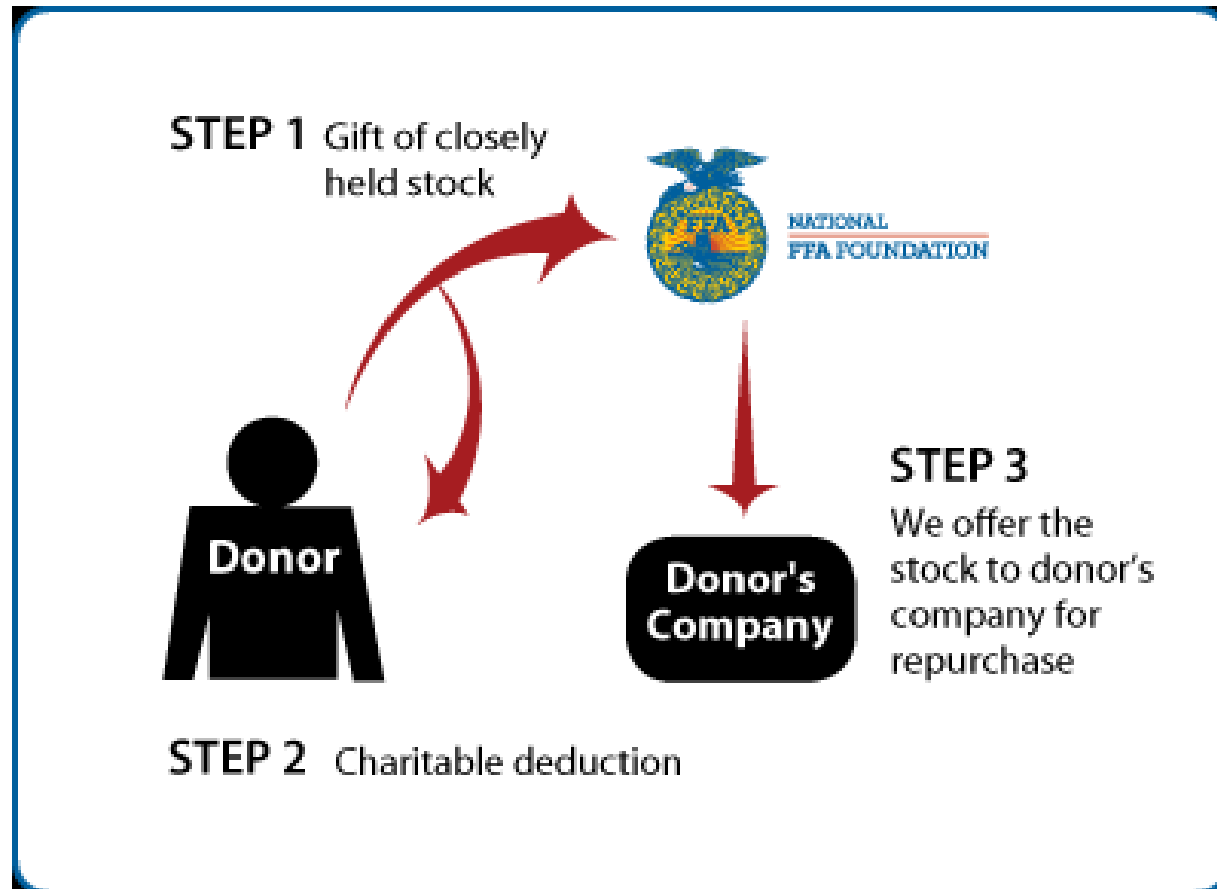 STEP 1 Gift of closely
held stock
FFA
NATIONAL
FFA FOUNDATION
Donor
Donor's
Company
STEP 3
We offer the
stock to donor's
company for
repurchase
STEP 2 Charitable deduction